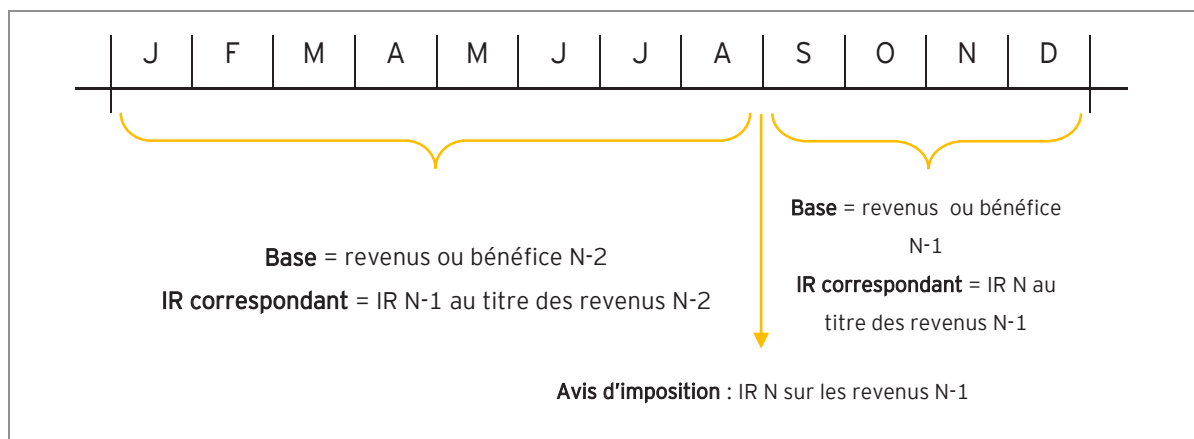 J F M A M J J A S O N D
Base = revenus ou bénéfice
N-1
Base = revenus ou bénéfice N-2
IR correspondant = IR N au
IR correspondant = IR N-1 au titre des revenus N-2
titre des revenus N-1
Avis d'imposition : IR N sur les revenus N-1